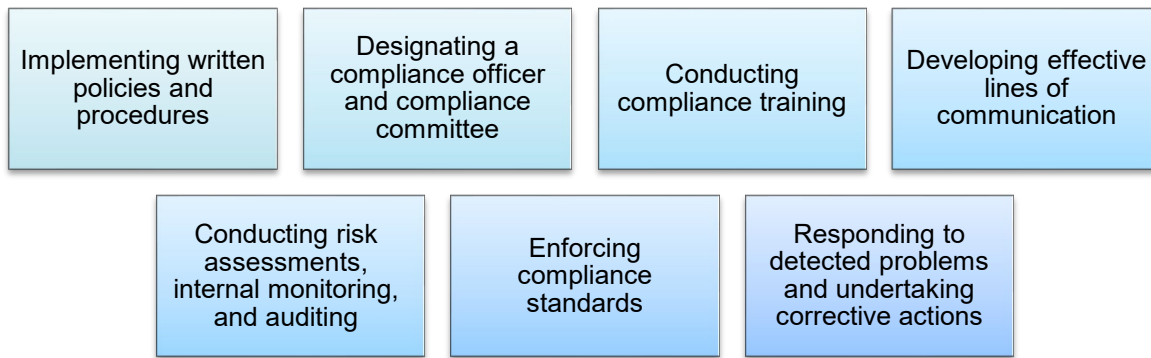 Implementing written
policies and
procedures
Designating a
compliance officer
and compliance
committee
Conducting
compliance training
Developing effective
lines of
communication
Conducting risk
assessments,
internal monitoring,
and auditing
Enforcing
compliance
standards
Responding to
detected problems
and undertaking
corrective actions